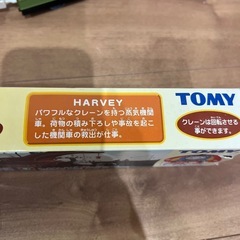 HARVEY
パワフルなクレーンを持つ蒸気機関
車。荷物の積み下ろしや事故を起こ
した機関車の救出が仕事。
TOMY
クレーンは回転させる
事ができます。